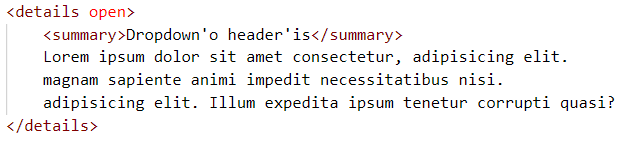 <details open>
<summary>Dropdown'o header'is</summary>
Lorem ipsum dolor sit amet consectetur, adipisicing elit.
magnam sapiente animi impedit necessitatibus nisi.
adipisicing elit. Illum expedita ipsum tenetur corrupti quasi?
</details>